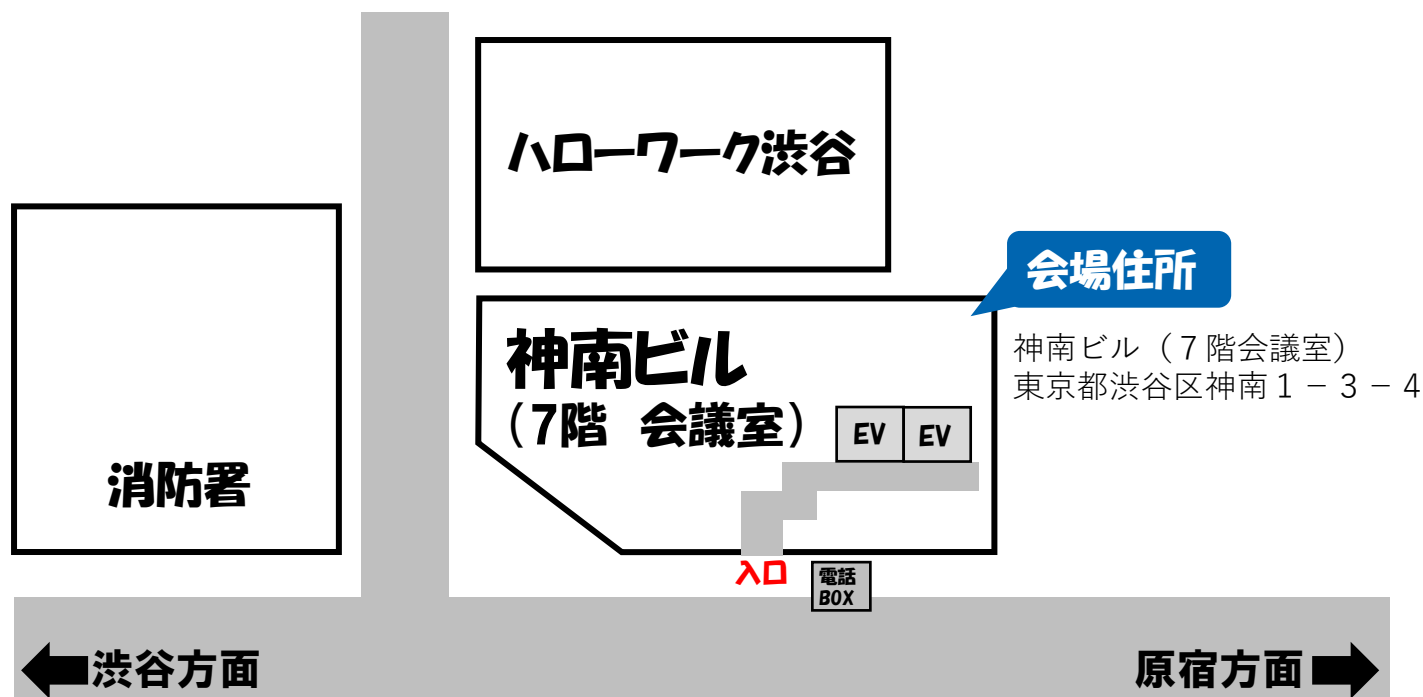 ハローワーク渋谷
会場住所
神南ビル（７階会議室）
東京都渋谷区神南１－３－４
神南ビル
（7階 会議室）
EV EV
消防署
入口
電話
BOX
渋谷方面
原宿方面